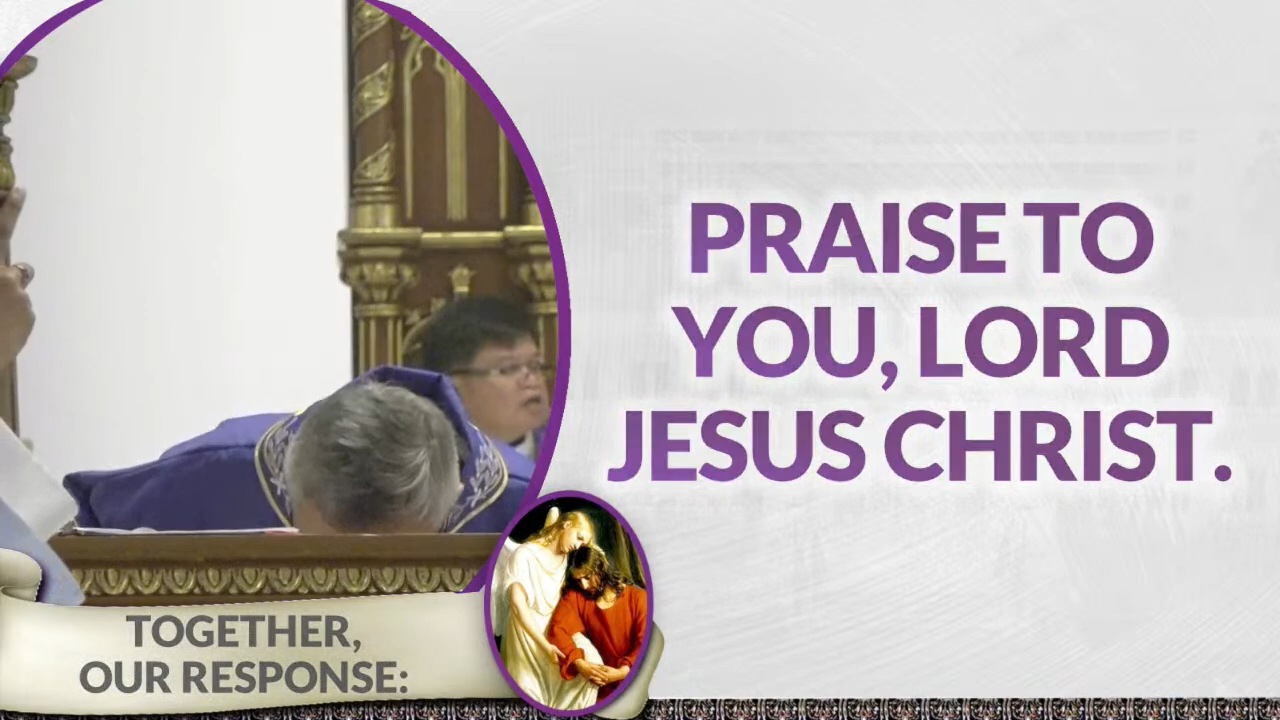 PRAISE TO
YOU, LORD
JESUS CHRIST.
TOGETHER,
OUR RESPONSE: